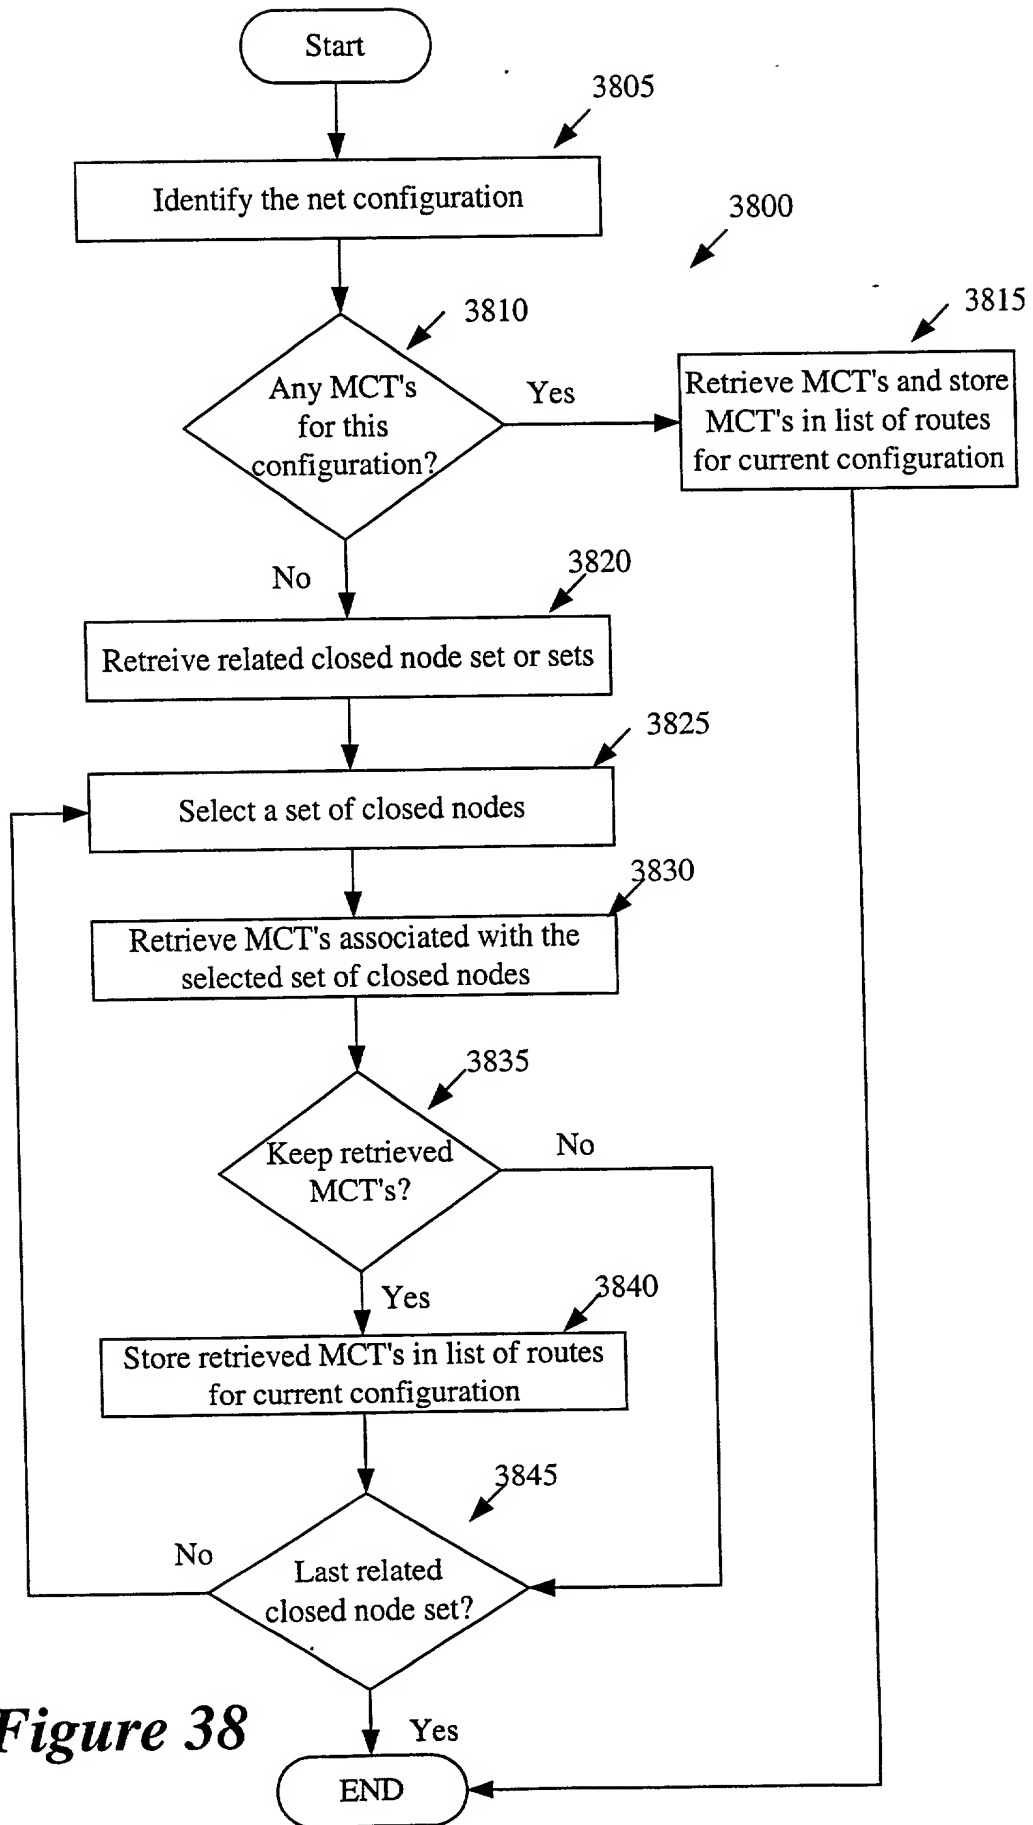 Start
3805
Identify the net configuration
3800
3810
3815
Any MCT's
for this
configuration?
Yes
Retrieve MCT's and store
MCT's in list of routes
for current configuration
No
3820
Retreive related closed node set or sets
3825
Select a set of closed nodes
3830
Retrieve MCT's associated with the
selected set of closed nodes
3835
Keep retrieved
MCT's?
No
Yes
3840
Store retrieved MCT's in list of routes
for current configuration
3845
No
Last related
closed node set?
Figure 38
Yes
END